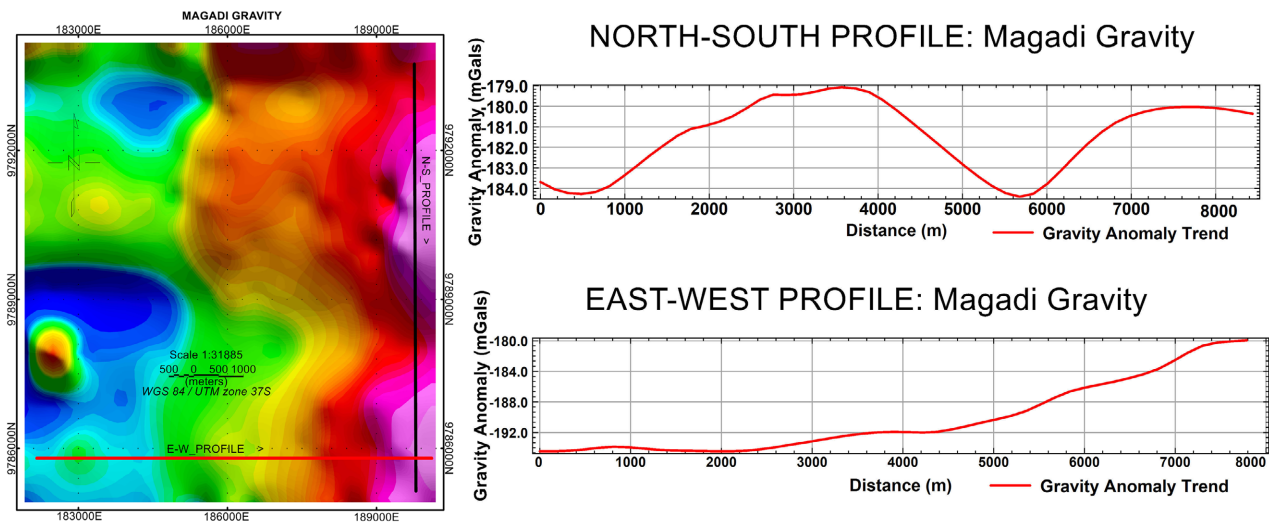 MAGADI GRAVITY
183000E 186000E 189000E
9792000N 9792000N
N-S_PROFILE >
N
9789000N 9789000N
Scale 1:31885
500 0 500 1000
(meters)
WGS 84 / UTM zone 37S
9786000N 9786000N
E-W_PROFILE >
183000E 186000E 189000E
NORTH-SOUTH PROFILE: Magadi Gravity
Gravity Anomaly, (mGals)
-179.0
-180.0
-181.0
-182.0
-183.0
-184.0
0 1000 2000 3000 4000 5000 6000 7000 8000
Distance (m) Gravity Anomaly Trend
EAST-WEST PROFILE: Magadi Gravity
Gravity Anomaly (mGals)
-180.0
-184.0
-188.0
-192.0
0 1000 2000 3000 4000 5000 6000 7000 8000
Distance (m) Gravity Anomaly Trend